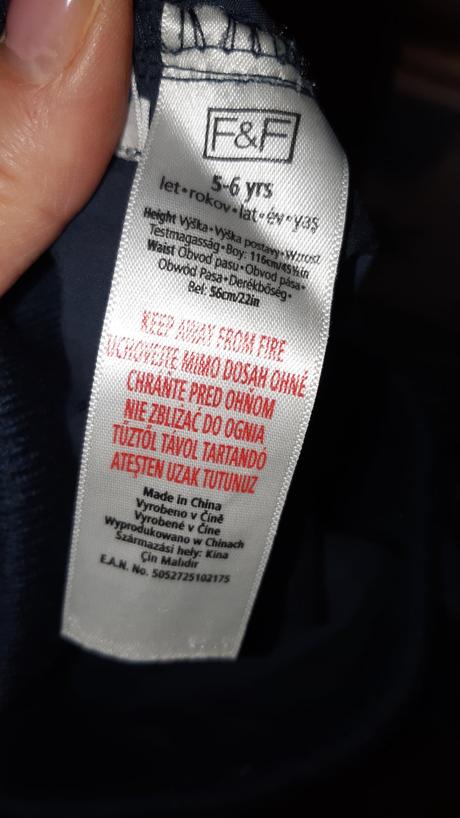 F&F
5-6 yrs
let•rokov•lat•év•yaş
Height Výška•Výška postavy•Wzrost
Testmagasság•Boy: 116cm/45¾in
Waist Obvod pasu•Obvod pása•
Obwód Pasa•Derékbőség•
Bel: 56cm/22in
KEEP AWAY FROM FIRE
UCHOVEJTE MIMO DOSAH OHNĚ
CHRÁŇTE PRED OHŇOM
NIE ZBLIŻAĆ DO OGNIA
TŰZTŐL TÁVOL TARTANDÓ
ATEŞTEN UZAK TUTUNUZ
Made in China
Vyrobeno v Číně
Vyrobené v Číne
Wyprodukowano w Chinach
Származási hely: Kína
Çin Malıdır
E.A.N. No. 5052725102175